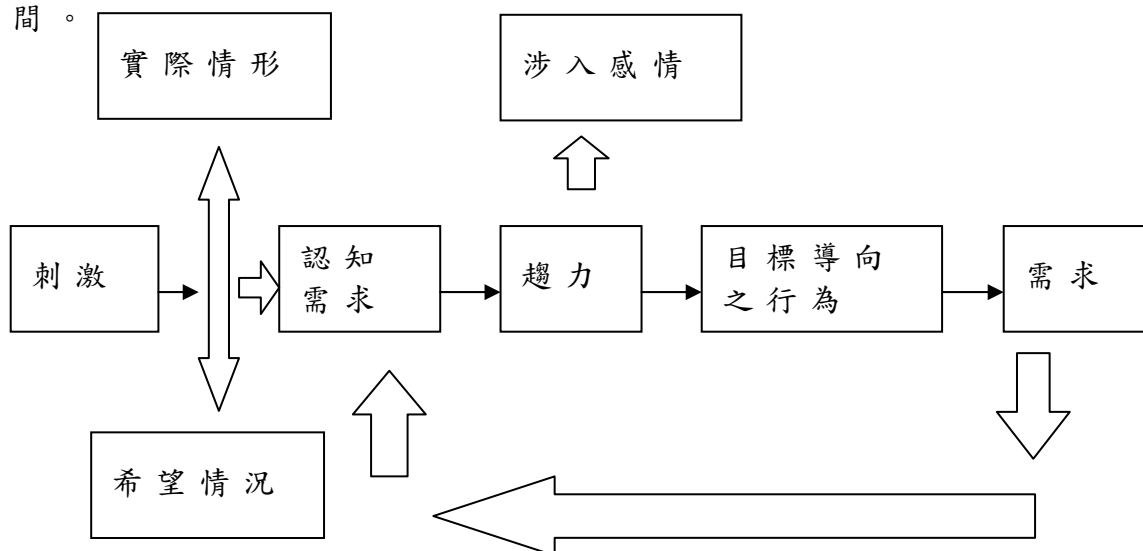 間。
實際情形
涉入感情
刺激
認知
需求
趨力
目標導向
之行為
需求
希望情況